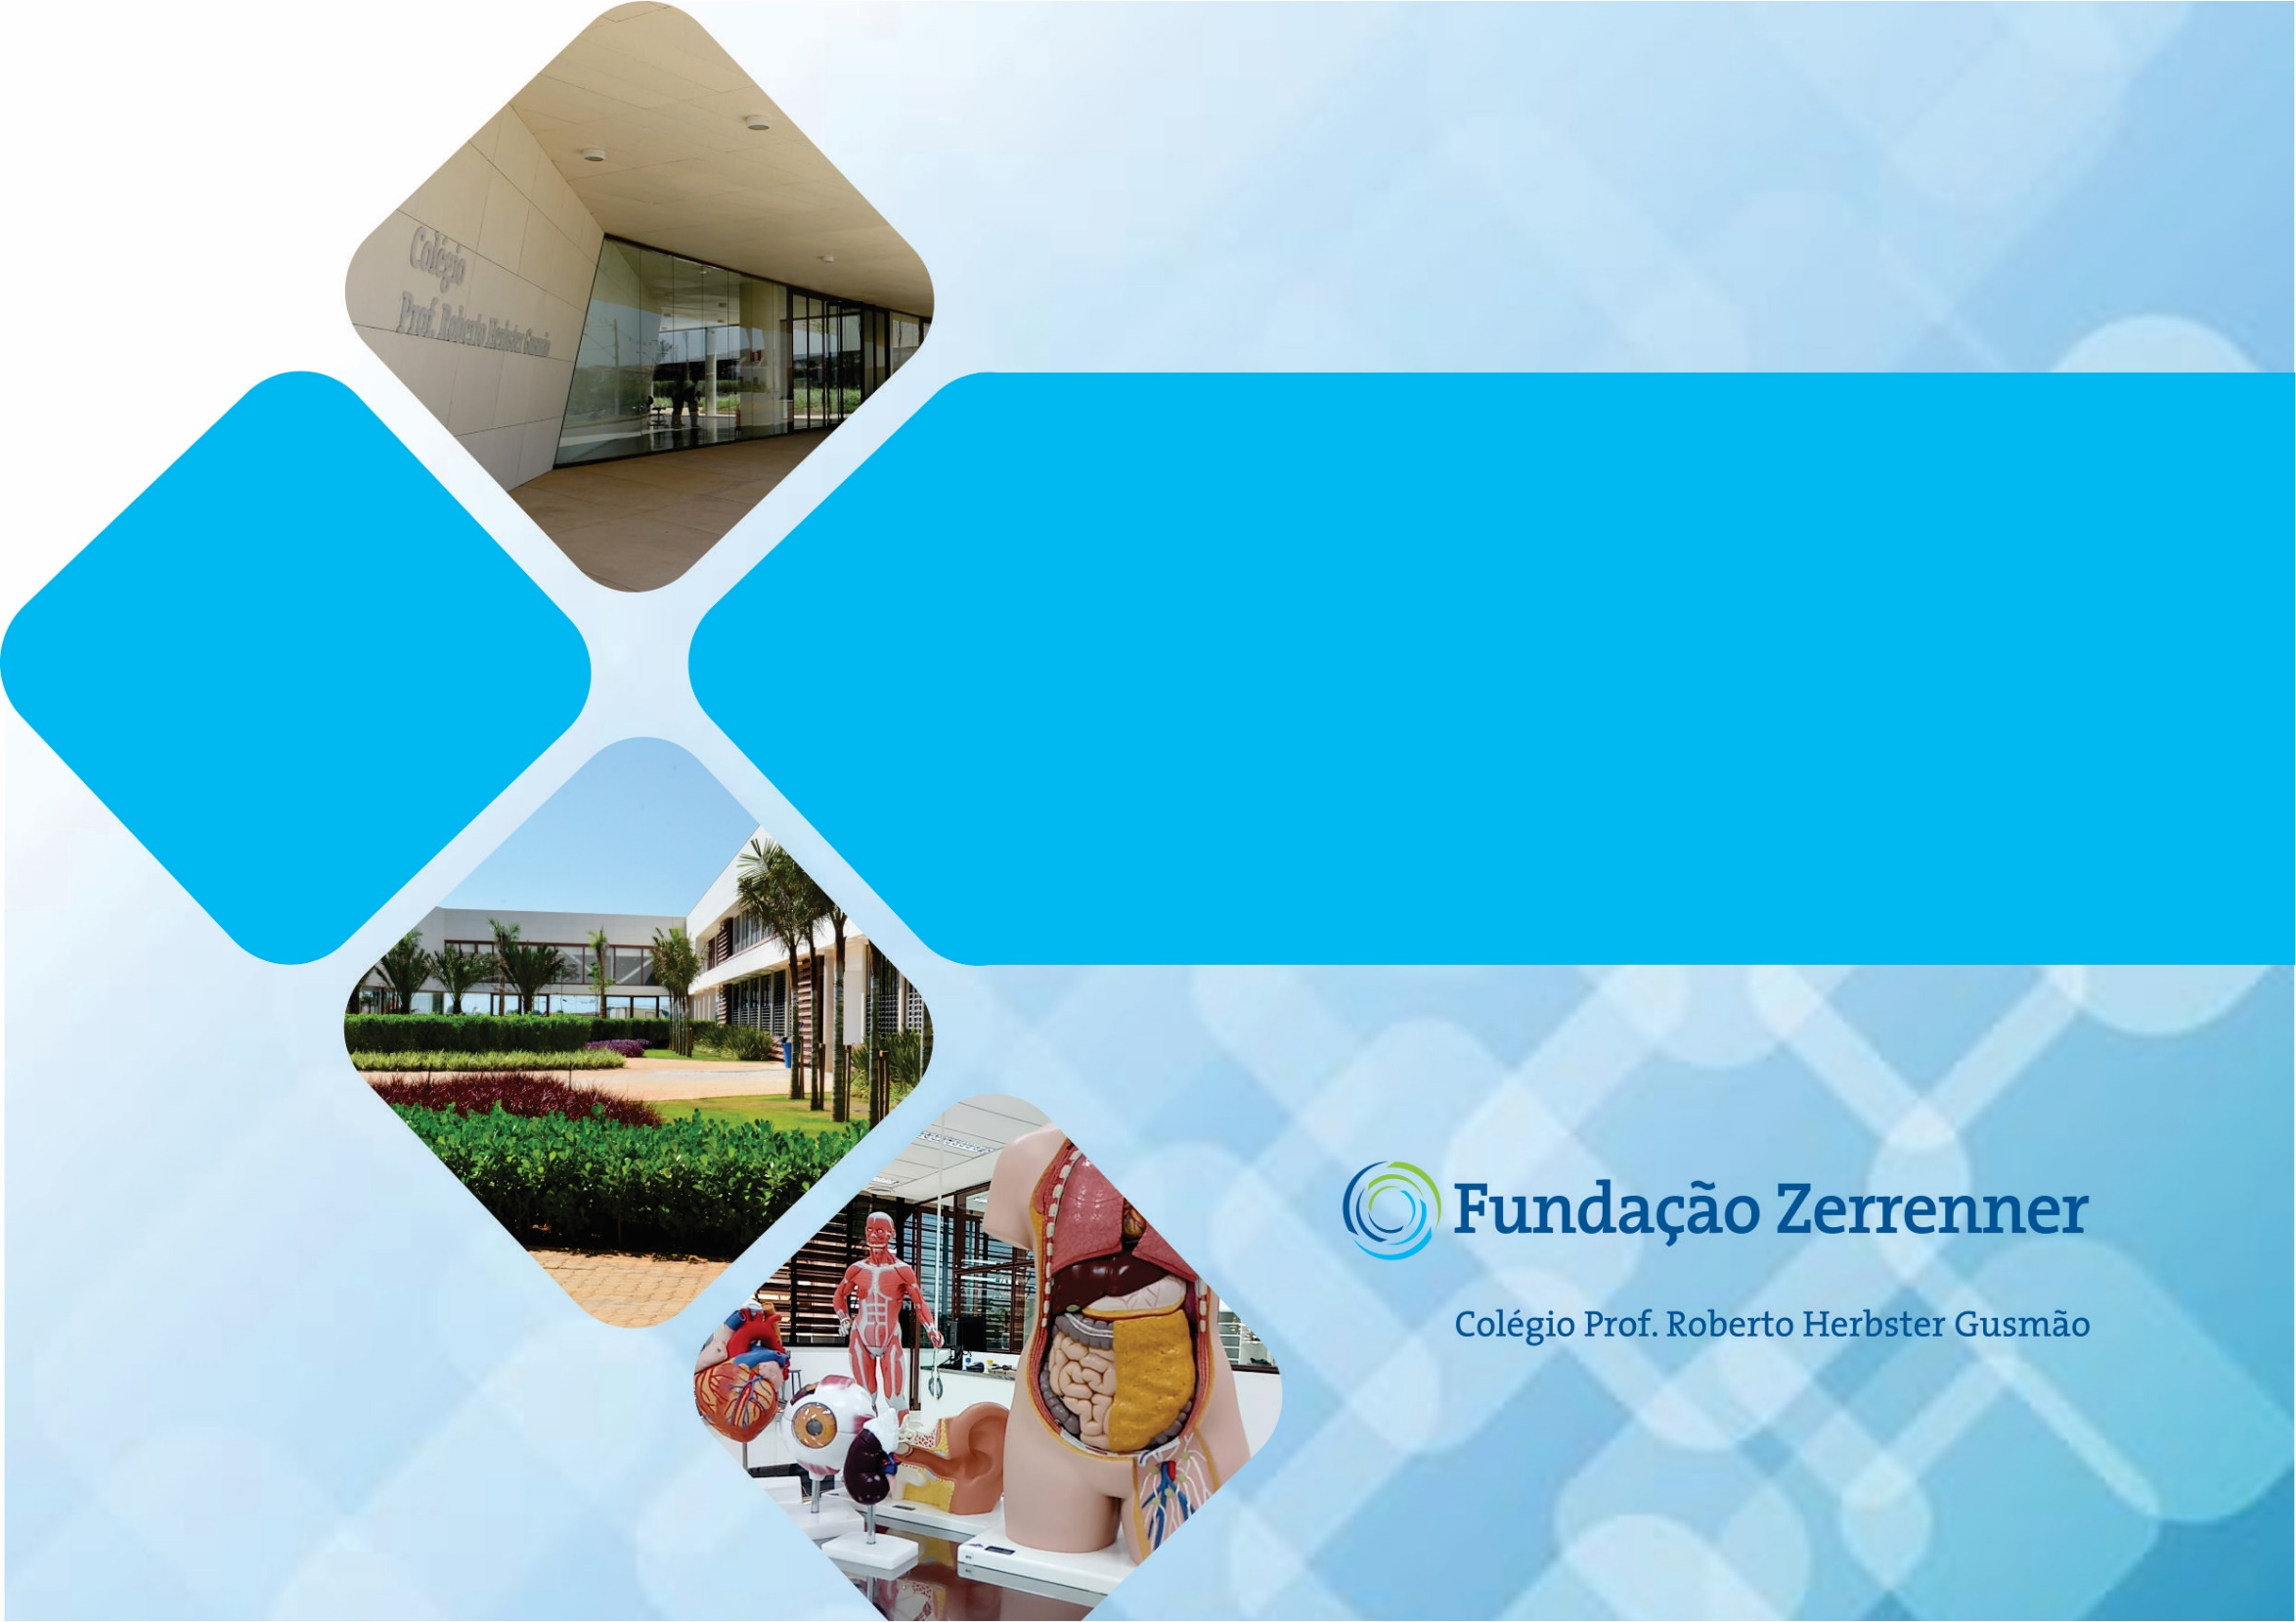 Colégio
Prof. Roberto Herbster Gusmão
Fundação Zerrenner
Colégio Prof. Roberto Herbster Gusmão